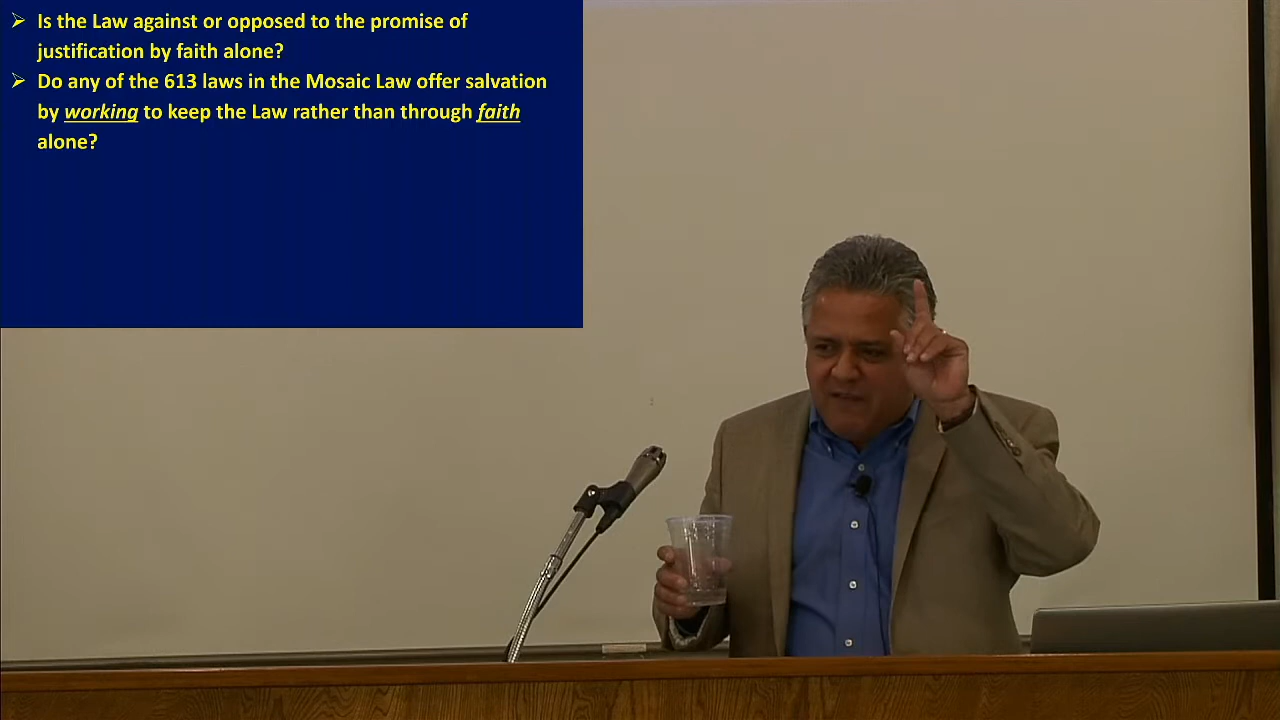 ➢ Is the Law against or opposed to the promise of
justification by faith alone?
➢ Do any of the 613 laws in the Mosaic Law offer salvation
by working to keep the Law rather than through faith
alone?